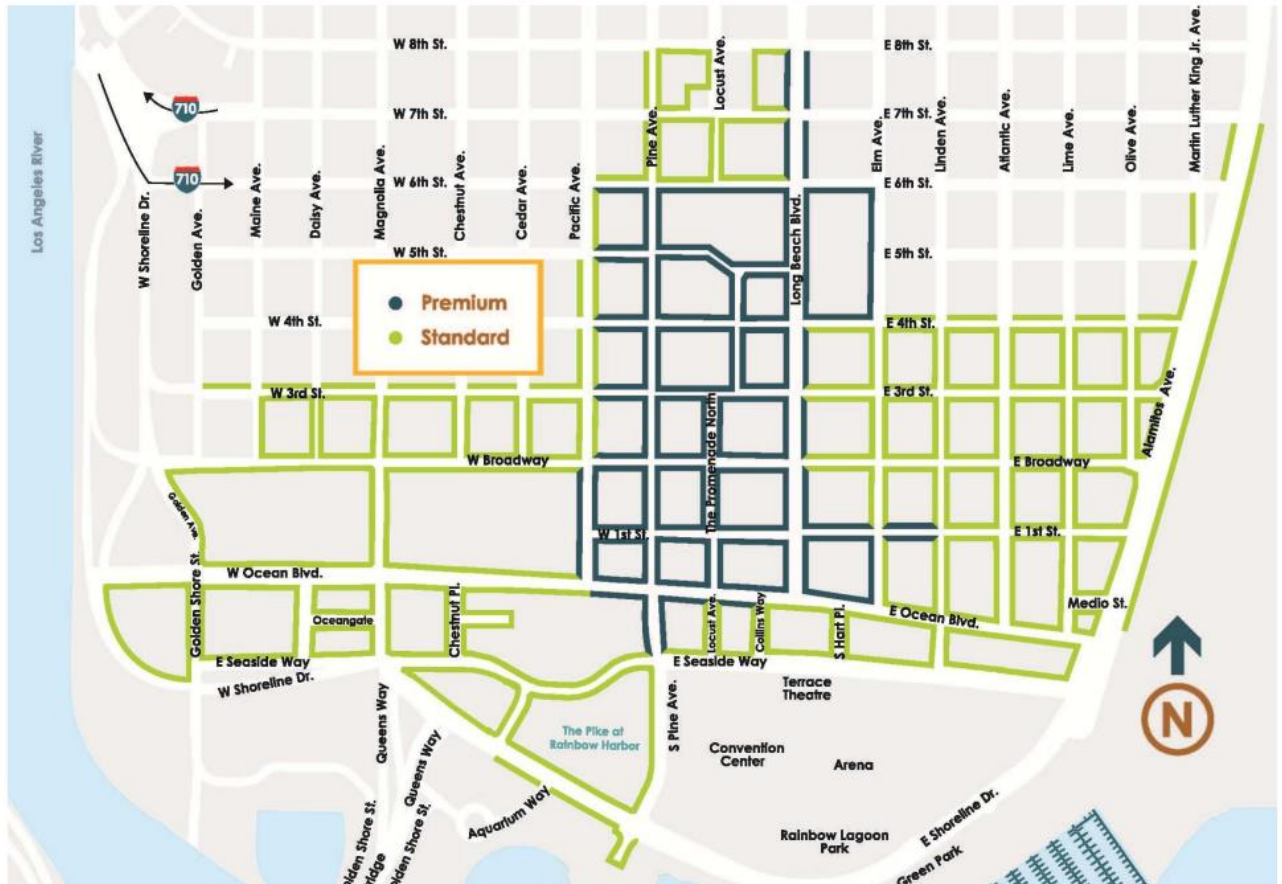 W 8th St.
E 8th St.
Locust Ave.
Martin Luther King Jr. Ave.
710
W 7th St.
E 7th St.
Pine Ave.
Elm Ave.
Linden Ave.
Atlantic Ave.
Lime Ave.
Olive Ave.
Los Angeles River
710
W 6th St.
E 6th St.
W Shoreline Dr.
Golden Ave.
Maine Ave.
Daisy Ave.
Magnolia Ave.
Chestnut Ave.
Cedar Ave.
Pacific Ave.
Long Beach Blvd.
W 5th St.
E 5th St.
Premium
Standard
W 4th St.
E 4th St.
W 3rd St.
E 3rd St.
Alamitos Ave.
The Promenade North
W Broadway
E Broadway
Golden Ave.
W 1st St.
E 1st St.
W Ocean Blvd.
Golden Shore St.
Chestnut Pl.
Oceangate
Locust Ave.
Collins Way
S Hart Pl.
E Ocean Blvd.
Medio St.
E Seaside Way
E Seaside Way
W Shoreline Dr.
Terrace
Theatre
N
Queens Way
Queens Way
S Pine Ave.
The Pike at
Rainbow Harbor
Convention
Center
Arena
Aquarium Way
E Shoreline Dr.
Rainbow Lagoon
Park
Green Park
olden Shore St.
ridge
olden Shore St.